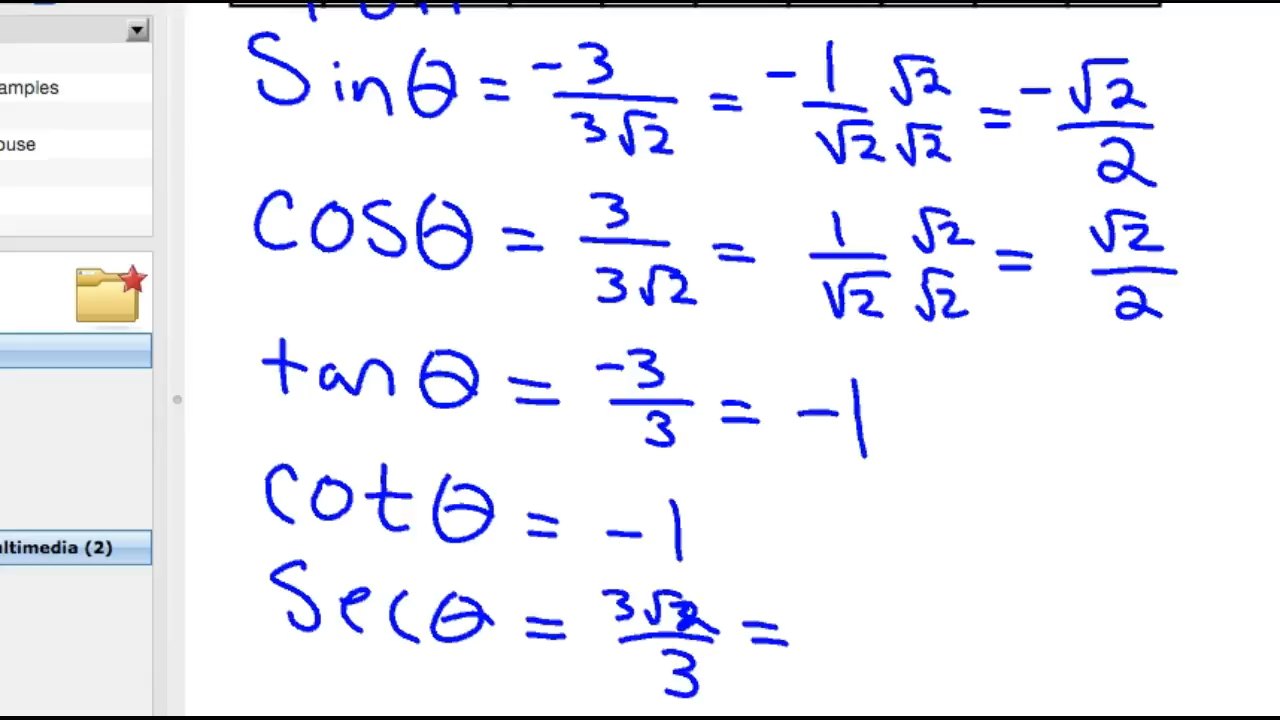 amples
ouse
ltimedia (2)
Sinθ = -3/3√2 = -1/√2 √2/√2 = -√2/2
cosθ = 3/3√2 = 1/√2 √2/√2 = √2/2
tanθ = -3/3 = -1
cotθ = -1
Secθ = 3√2/3 =